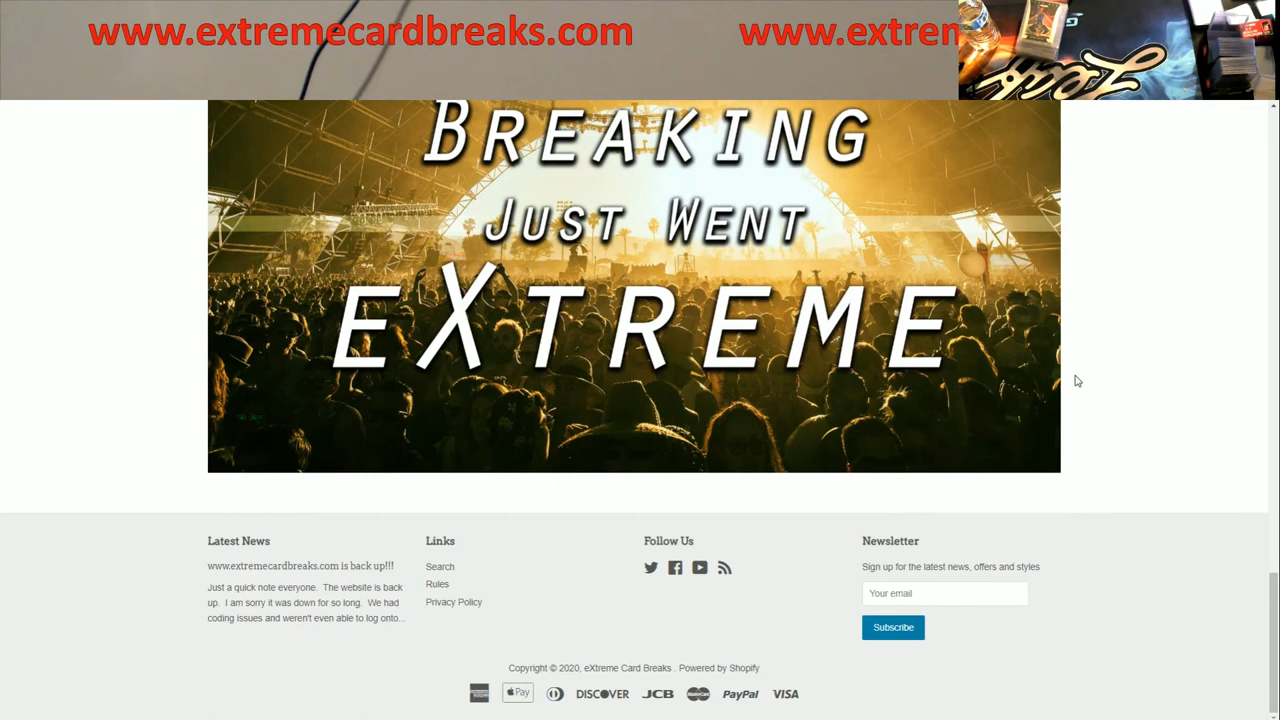 www.extremecardbreaks.com
www.extrem
Leaf
Breaking
Just Went
eXtreme
Latest News
www.extremecardbreaks.com is back up!!!
Just a quick note everyone. The website is back
up. I am sorry it was down for so long. We had
coding issues and weren't even able to log onto...
Links
Search
Rules
Privacy Policy
Follow Us
Newsletter
Sign up for the latest news, offers and styles
Your email
Subscribe
Copyright © 2020, eXtreme Card Breaks . Powered by Shopify
Pay
DISCOVER
JCB
MasterCard
PayPal
VISA